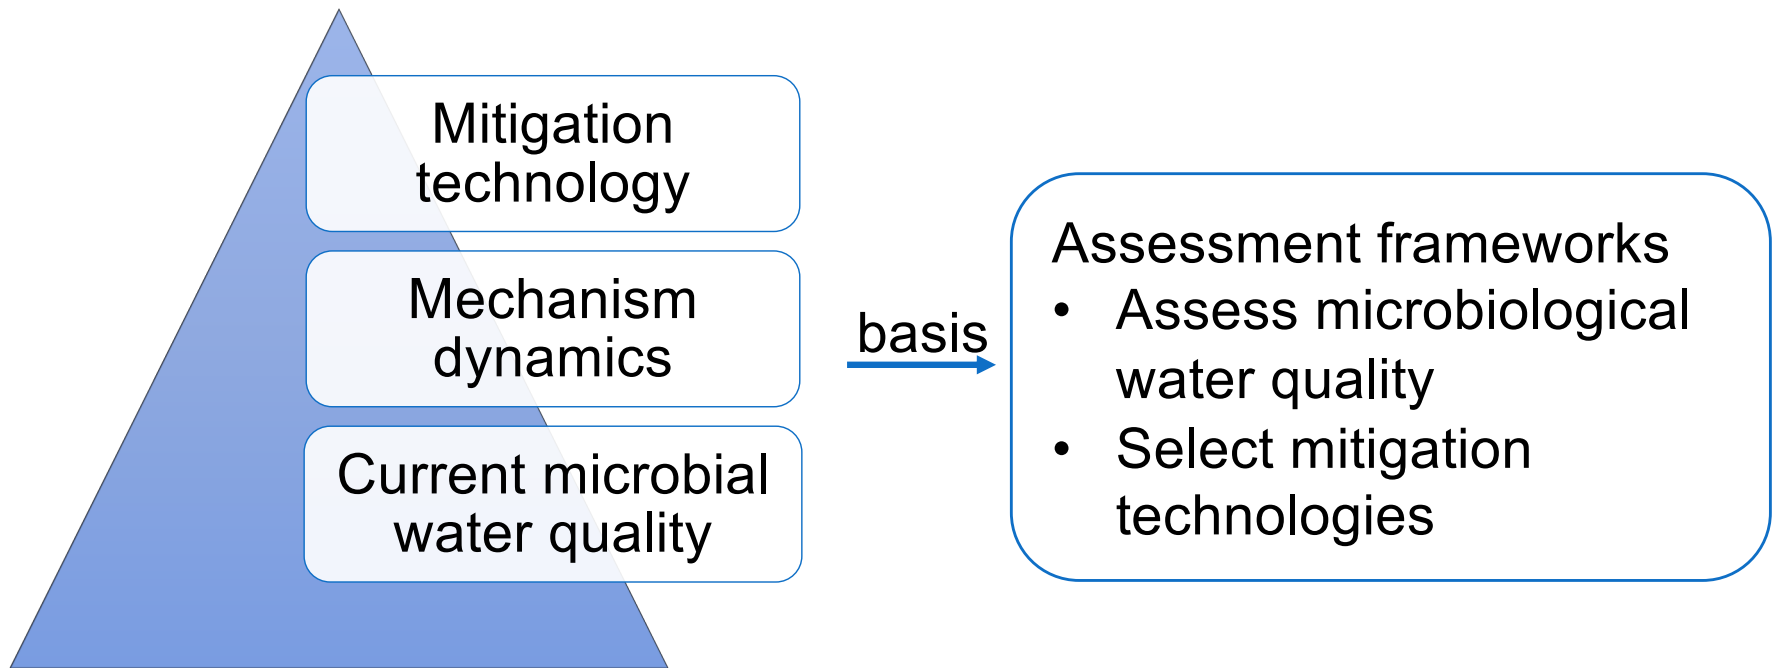 Mitigation
technology
Mechanism
dynamics
Current microbial
water quality
basis
Assessment frameworks
• Assess microbiological
water quality
• Select mitigation
technologies